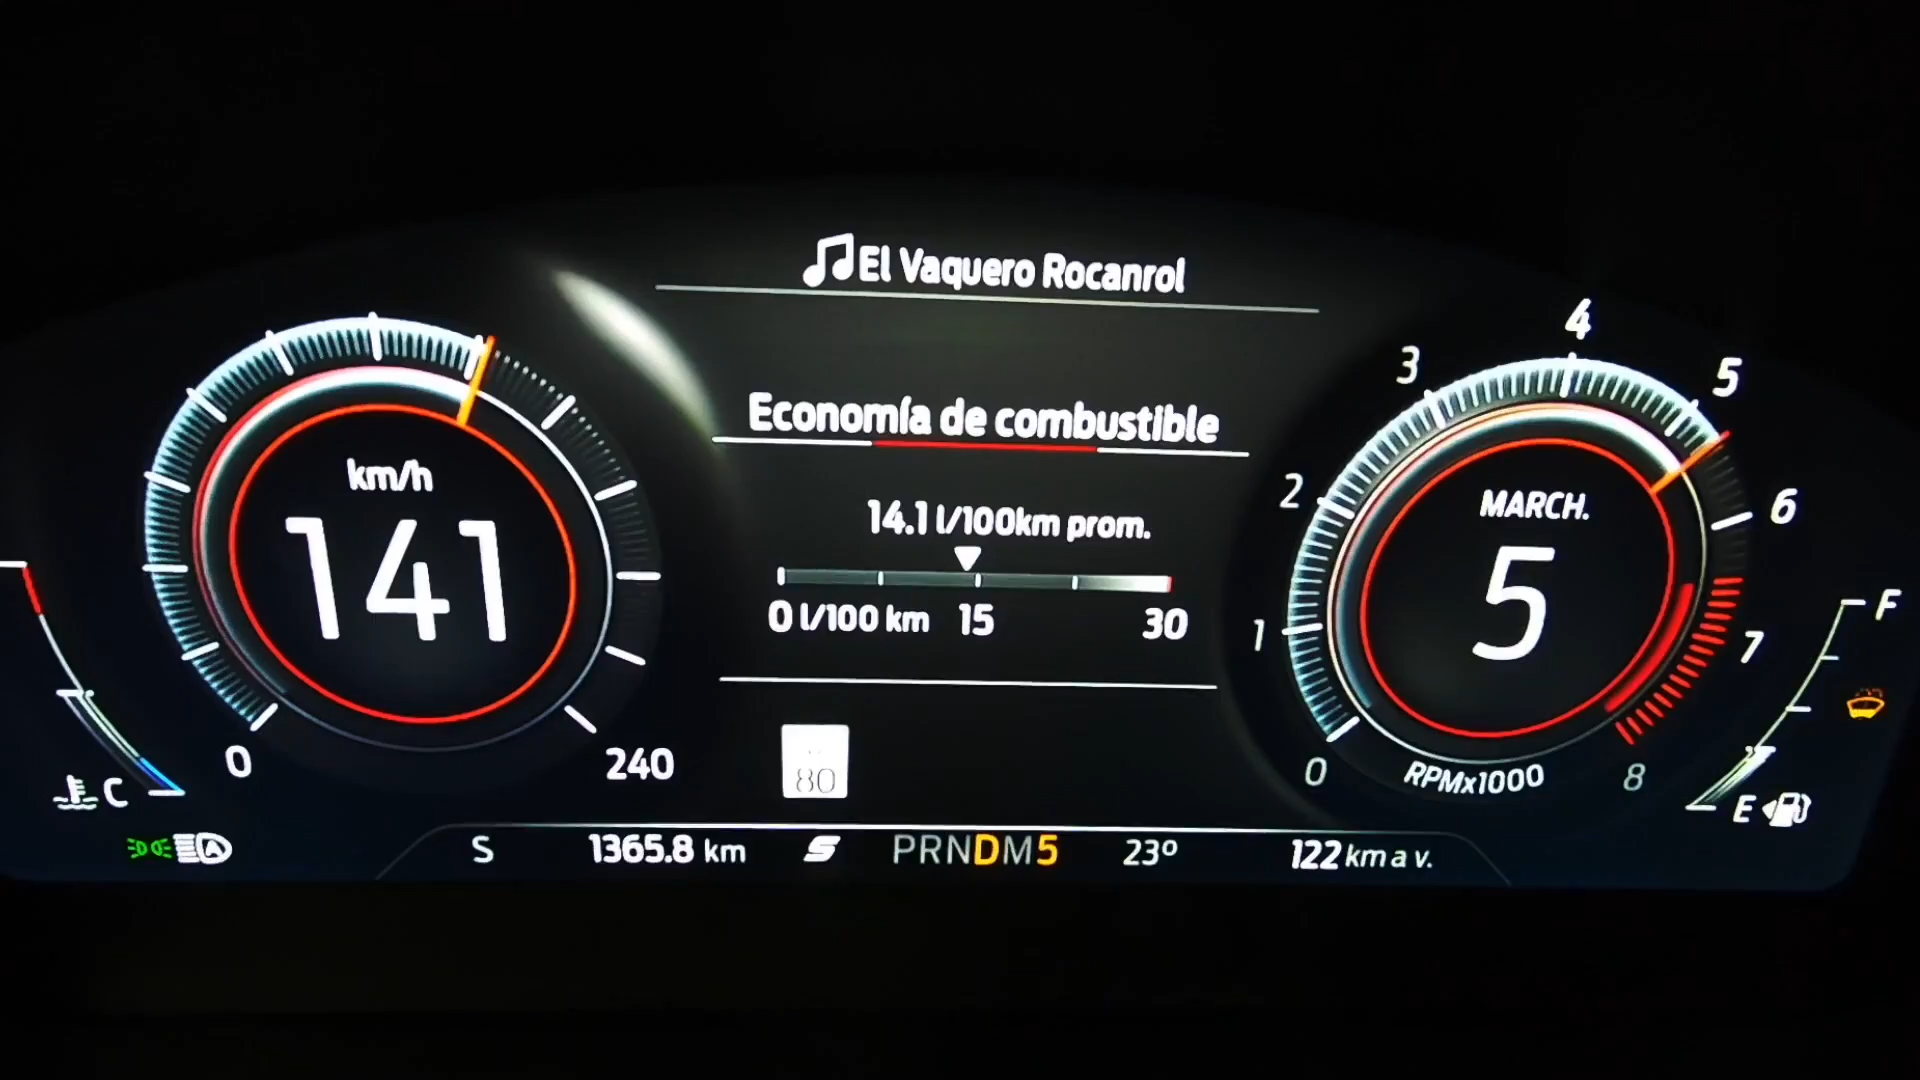 El Vaquero Rocanrol
Economía de combustible
14.1 l/100km prom.
0 l/100 km 15 30
km/h
141
0 240
C
MARCH.
5
0 1 2 3 4 5 6 7 8
RPMx1000
F
E
80
S 1365.8 km S PRNDM5 23° 122 km a v.
A